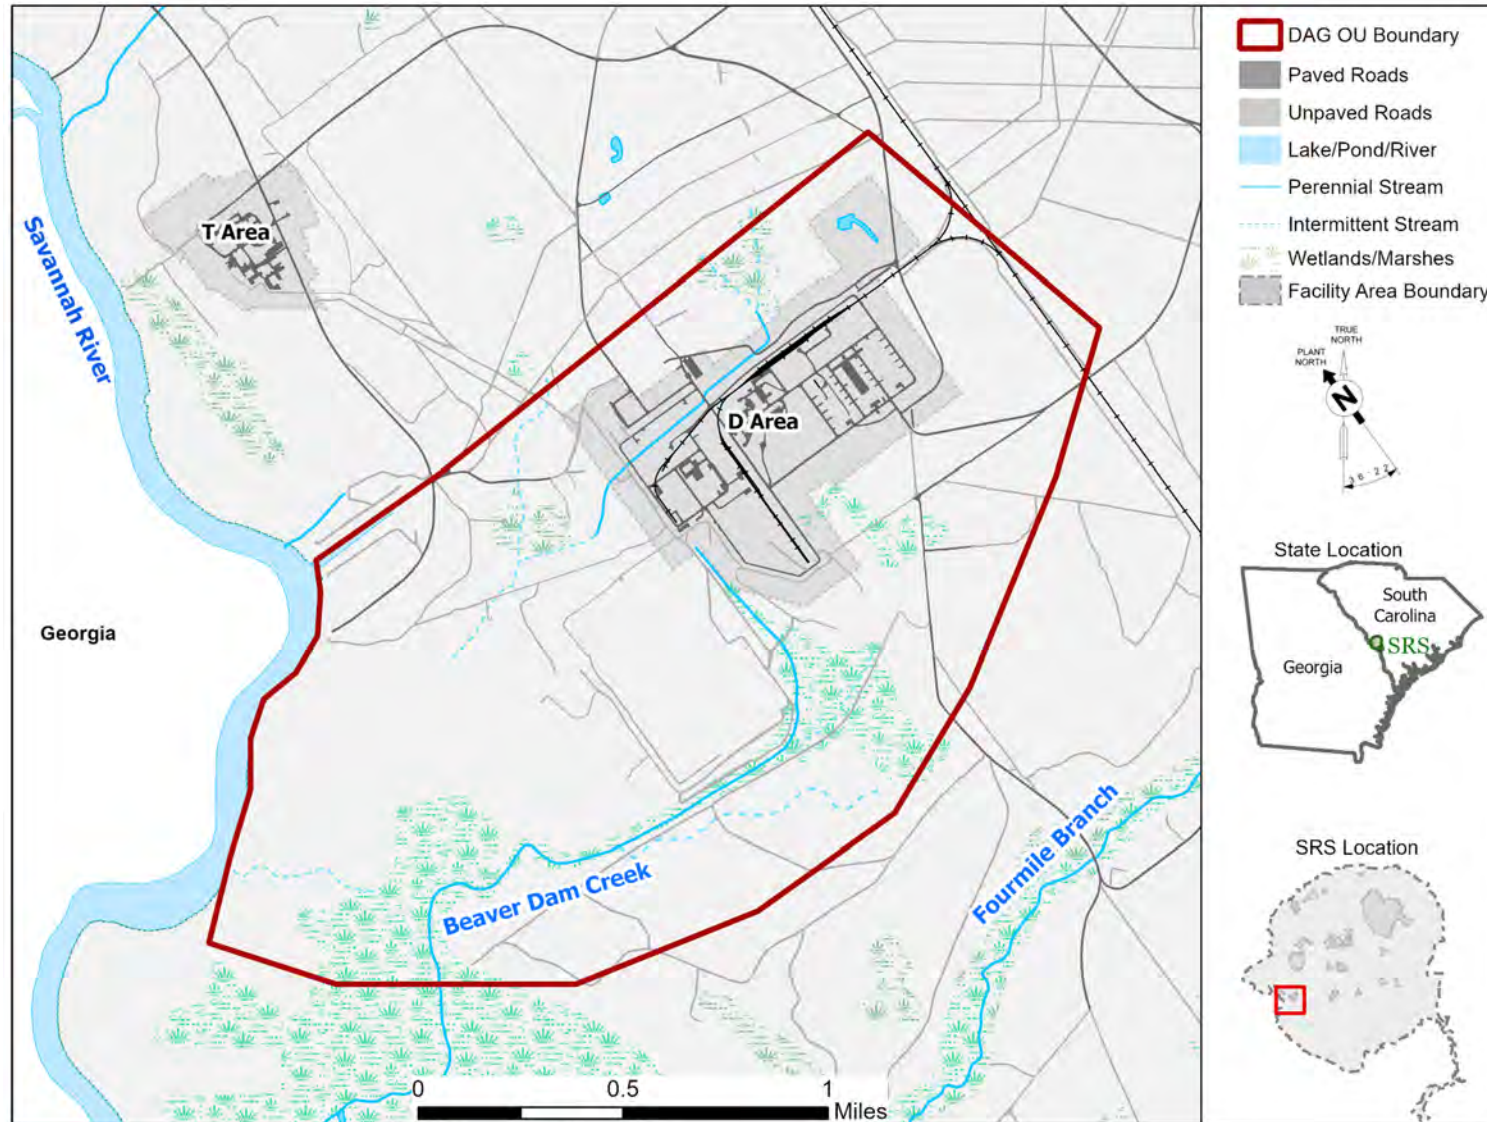 T Area
Savannah River
D Area
Georgia
Beaver Dam Creek
Fourmile Branch
0
0.5
1
Miles
DAG OU Boundary
Paved Roads
Unpaved Roads
Lake/Pond/River
Perennial Stream
Intermittent Stream
Wetlands/Marshes
Facility Area Boundary
TRUE
NORTH
PLANT
NORTH
N
36-22
State Location
South
Carolina
SRS
Georgia
SRS Location